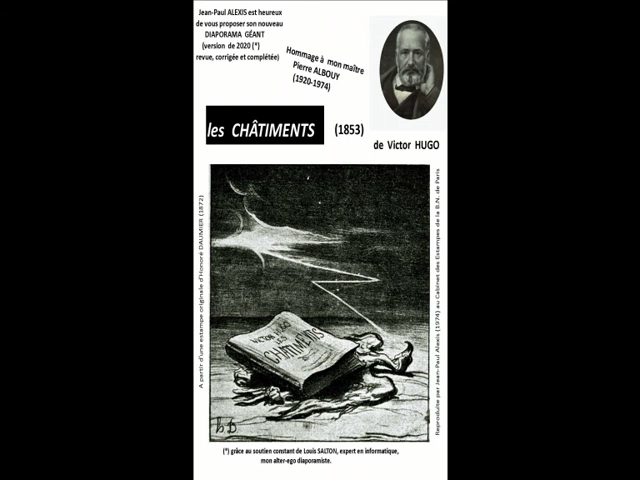 Jean-Paul ALEXIS est heureux
de vous proposer son nouveau
DIAPORAMA GÉANT
(version de 2020 (*)
revue, corrigée et complétée)
Hommage à mon maître
Pierre ALBOUY
(1920-1974)
les CHÂTIMENTS (1853)
de Victor HUGO
A partir d'une estampe originale d'Honoré DAUMIER (1872)
VICTOR HUGO
LES
CHÂTIMENTS
h D
Reproduite par Jean-Paul Alexis (1974) au Cabinet des Estampes de la B.N. de Paris
(*) grâce au soutien constant de Louis SALTON, expert en informatique,
mon alter-ego diaporamiste.